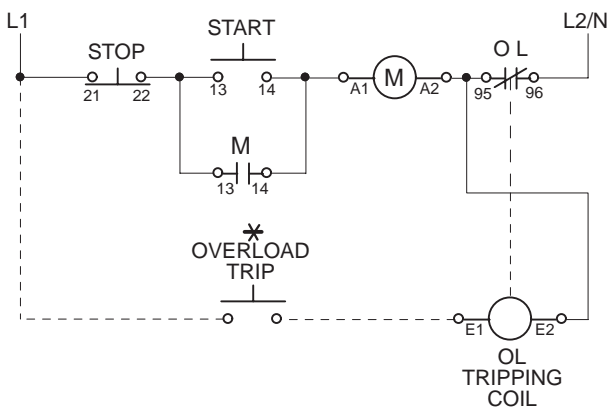 L1
L2/N
START
STOP
O L
21 22
13 14
A1 M A2
95 96
M
13 14
*
OVERLOAD
TRIP
E1 E2
OL
TRIPPING
COIL